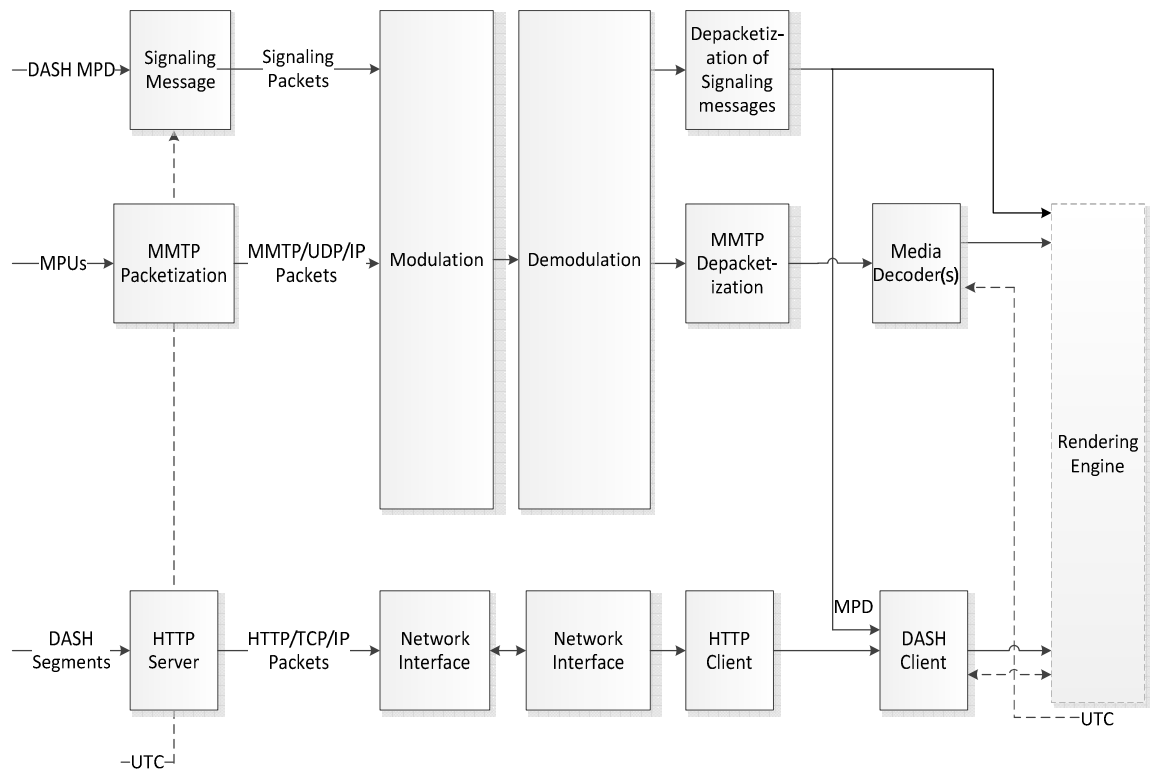 DASH MPD
Signaling
Message
Signaling
Packets
Depacketiz-
ation of
Signaling
messages
MPUs
MMTP
Packetization
MMTP/UDP/IP
Packets
Modulation
Demodulation
MMTP
Depacket-
ization
Media
Decoder(s)
Rendering
Engine
MPD
DASH
Segments
HTTP
Server
HTTP/TCP/IP
Packets
Network
Interface
Network
Interface
HTTP
Client
DASH
Client
UTC
UTC